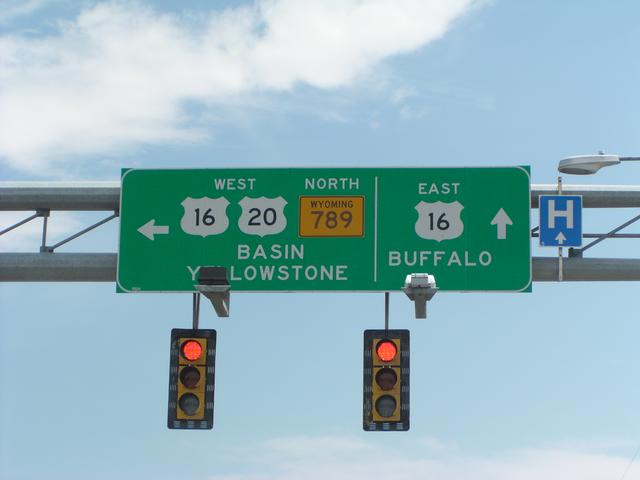 WEST NORTH
16 20 WYOMING 789
BASIN
YELLOWSTONE
EAST
16
BUFFALO
H